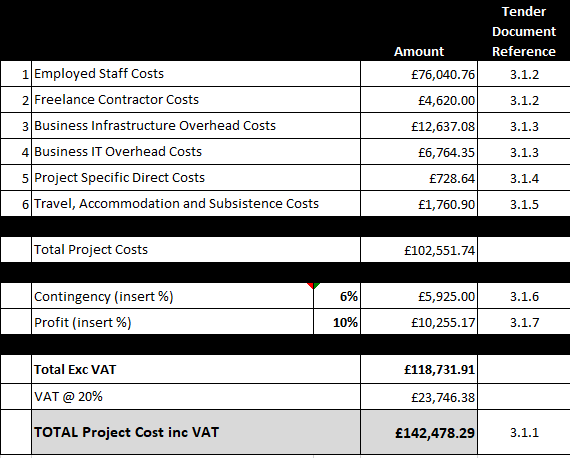 Amount Tender Document Reference
1 Employed Staff Costs £76,040.76 3.1.2
2 Freelance Contractor Costs £4,620.00 3.1.2
3 Business Infrastructure Overhead Costs £12,637.08 3.1.3
4 Business IT Overhead Costs £6,764.35 3.1.3
5 Project Specific Direct Costs £728.64 3.1.4
6 Travel, Accommodation and Subsistence Costs £1,760.90 3.1.5
Total Project Costs £102,551.74
Contingency (insert %) 6% £5,925.00 3.1.6
Profit (insert %) 10% £10,255.17 3.1.7
Total Exc VAT £118,731.91
VAT @ 20% £23,746.38
TOTAL Project Cost inc VAT £142,478.29 3.1.1